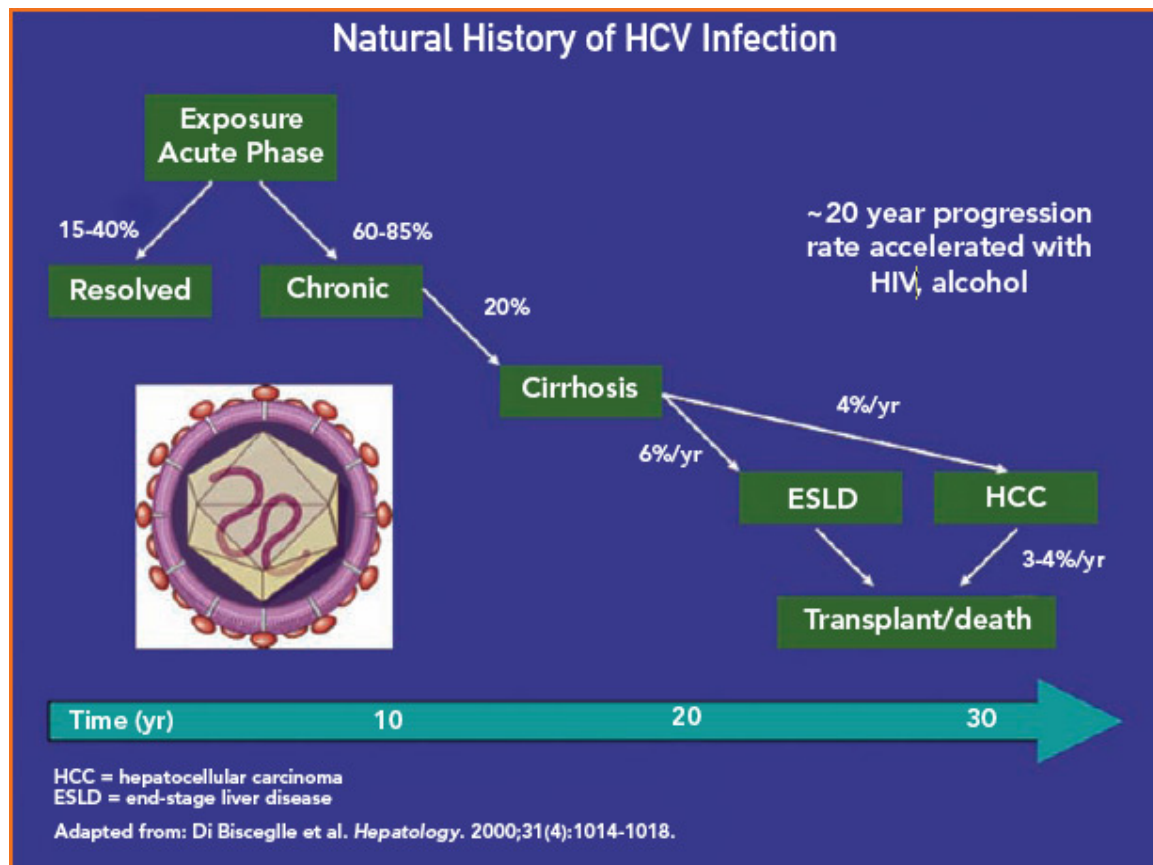 Natural History of HCV Infection
Exposure
Acute Phase
15-40%
60-85%
~20 year progression
rate accelerated with
HIV, alcohol
Resolved
Chronic
20%
Cirrhosis
4%/yr
6%/yr
ESLD
HCC
3-4%/yr
Transplant/death
Time (yr) 10 20 30
HCC = hepatocellular carcinoma
ESLD = end-stage liver disease
Adapted from: Di Bisceglle et al. Hepatology. 2000;31(4):1014-1018.